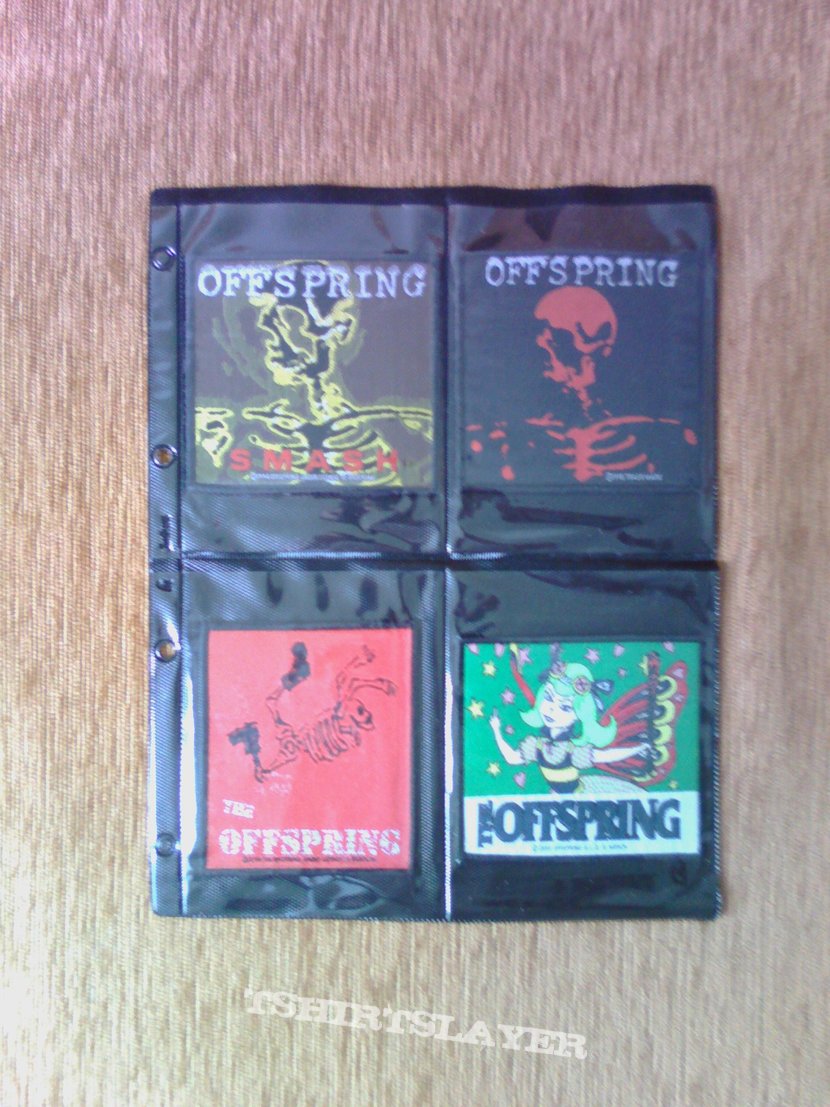 OFFSPRING
SMASH
OFFSPRING
THE
OFFSPRING
THE OFFSPRING
TSHIRTSLAYER